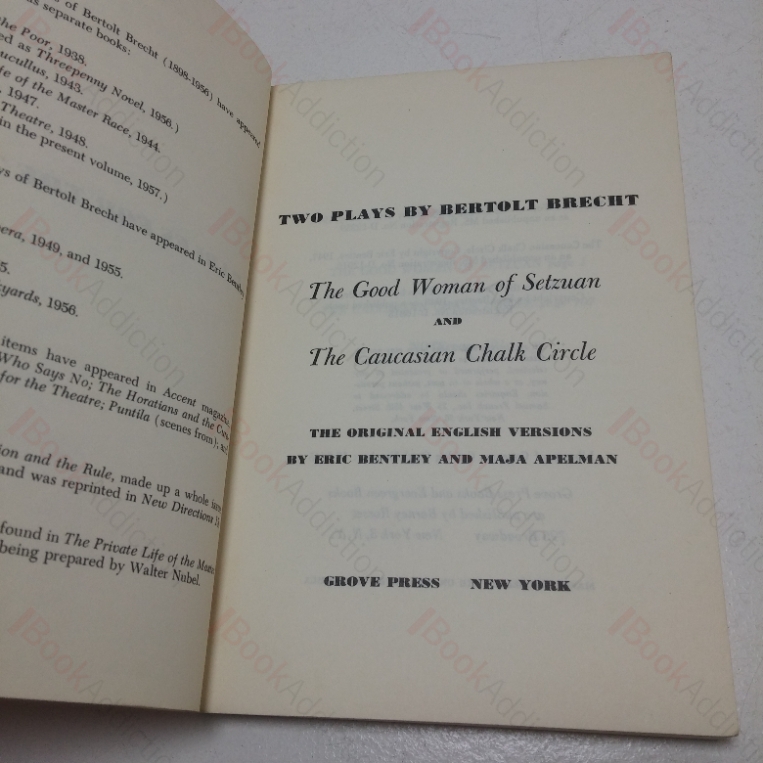 s of Bertolt Brecht (1898-1956) have appeared
as separate books:
the Poor, 1938.
ed as Threepenny Novel, 1956.)
ucullus, 1943.
fe of the Master Race, 1944.
, 1947.
Theatre, 1948.
in the present volume, 1957.)
ys of Bertolt Brecht have appeared in Eric Bentley
era, 1949, and 1955.
5.
kyards, 1956.
items have appeared in Accent magazine
Who Says No; The Horatians and the
for the Theatre; Puntila (scenes from);
ion and the Rule, made up a whole
and was reprinted in New Directions
found in The Private Life of the
being prepared by Walter Nubel.
TWO PLAYS BY BERTOLT BRECHT
The Good Woman of Setzuan
AND
The Caucasian Chalk Circle
THE ORIGINAL ENGLISH VERSIONS
BY ERIC BENTLEY AND MAJA APELMAN
GROVE PRESS NEW YORK
BookAddiction